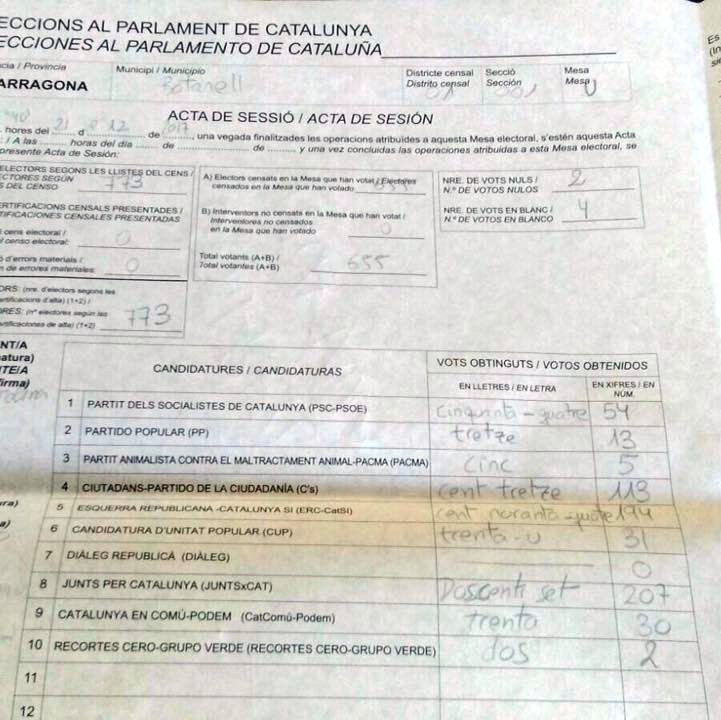 ECCIONS AL PARLAMENT DE CATALUNYA
ECCIONES AL PARLAMENTO DE CATALUÑA
cia / Provincia Municipi / Municipio Districte censal Secció Mesa
Distrito censal Sección Mesa
ARRAGONA Botarell 01 001 U
ACTA DE SESSIÓ / ACTA DE SESIÓN
hores del 21 d 12 de 2017, una vegada finalitzades les operacions atribuïdes a aquesta Mesa electoral, s'estén aquesta Acta
: / A las horas del día de de y una vez concluidas las operaciones atribuidas a esta Mesa electoral, se
presente Acta de Sesión:
ELECTORS SEGONS LES LLISTES DEL CENS /
CTORES SEGÚN
S DEL CENSO 773
A) Electors censats en la Mesa que han votat / Electores
censados en la Mesa que han votado
NRE. DE VOTS NULS /
N.º DE VOTOS NULOS 2
ERTIFICACIONS CENSALS PRESENTADES /
TIFICACIONES CENSALES PRESENTADAS
B) Interventors no censats en la Mesa que han votat /
Interventores no censados
en la Mesa que han votado 0
NRE. DE VOTS EN BLANC /
N.º DE VOTOS EN BLANCO 4
l cens electoral /
l censo electoral: 0
Total votants (A+B) /
Total votantes (A+B) 655
ó d'errors materials /
n de errores materiales: 0
ORS: (nre. d'electors segons les
ertificacions d'alta) (1+2) /
RES: (nº electores según las
ertificaciones de alta) (1+2) 773
NT/A
atura)
TE/A
irma)
CANDIDATURES / CANDIDATURAS VOTS OBTINGUTS / VOTOS OBTENIDOS
EN LLETRES / EN LETRA EN XIFRES / EN NUM.
1 PARTIT DELS SOCIALISTES DE CATALUNYA (PSC-PSOE) Cinquanta - quatre 54
2 PARTIDO POPULAR (PP) tretze 13
3 PARTIT ANIMALISTA CONTRA EL MALTRACTAMENT ANIMAL-PACMA (PACMA) Cinc 5
4 CIUTADANS-PARTIDO DE LA CIUDADANÍA (C's) cent tretze 113
5 ESQUERRA REPUBLICANA -CATALUNYA SI (ERC-CatSI) cent noranta-quatre 194
6 CANDIDATURA D'UNITAT POPULAR (CUP) trenta-u 31
7 DIÀLEG REPUBLICÀ (DIÀLEG) 0
8 JUNTS PER CATALUNYA (JUNTSxCAT) Doscents set 207
9 CATALUNYA EN COMÚ-PODEM (CatComú-Podem) trenta 30
10 RECORTES CERO-GRUPO VERDE (RECORTES CERO-GRUPO VERDE) dos 2
11
12